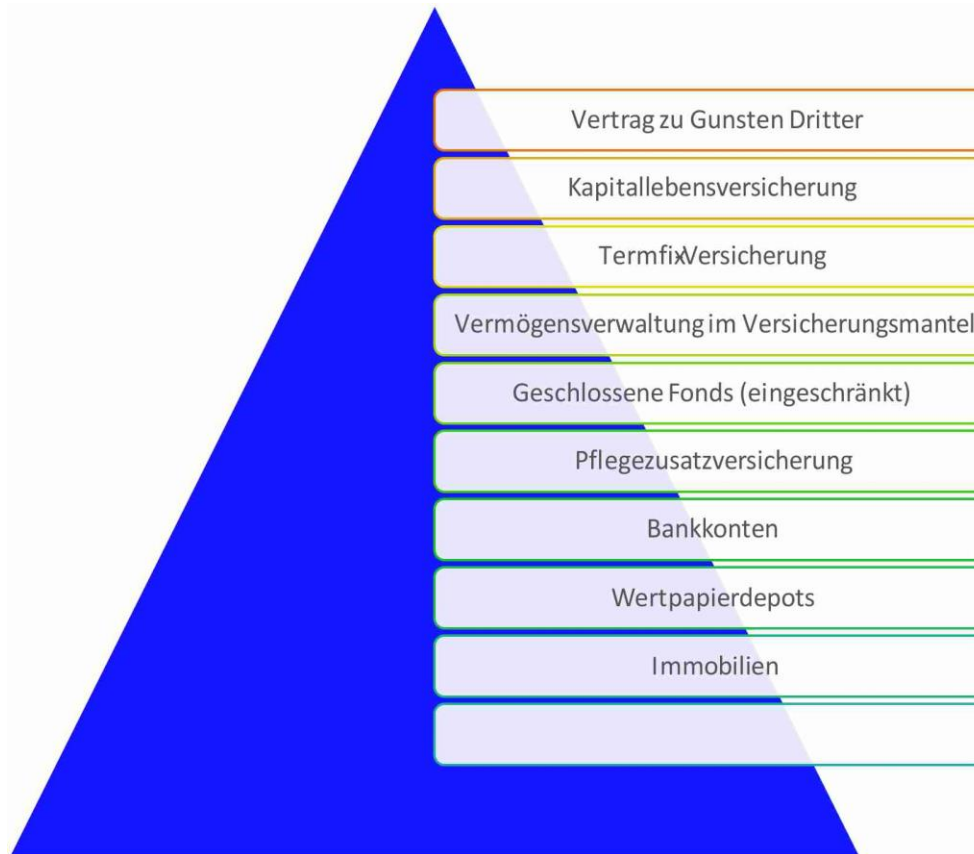 Vertrag zu Gunsten Dritter
Kapitallebensversicherung
TermfixVersicherung
Vermögensverwaltung im Versicherungsmantel
Geschlossene Fonds (eingeschränkt)
Pflegezusatzversicherung
Bankkonten
Wertpapierdepots
Immobilien